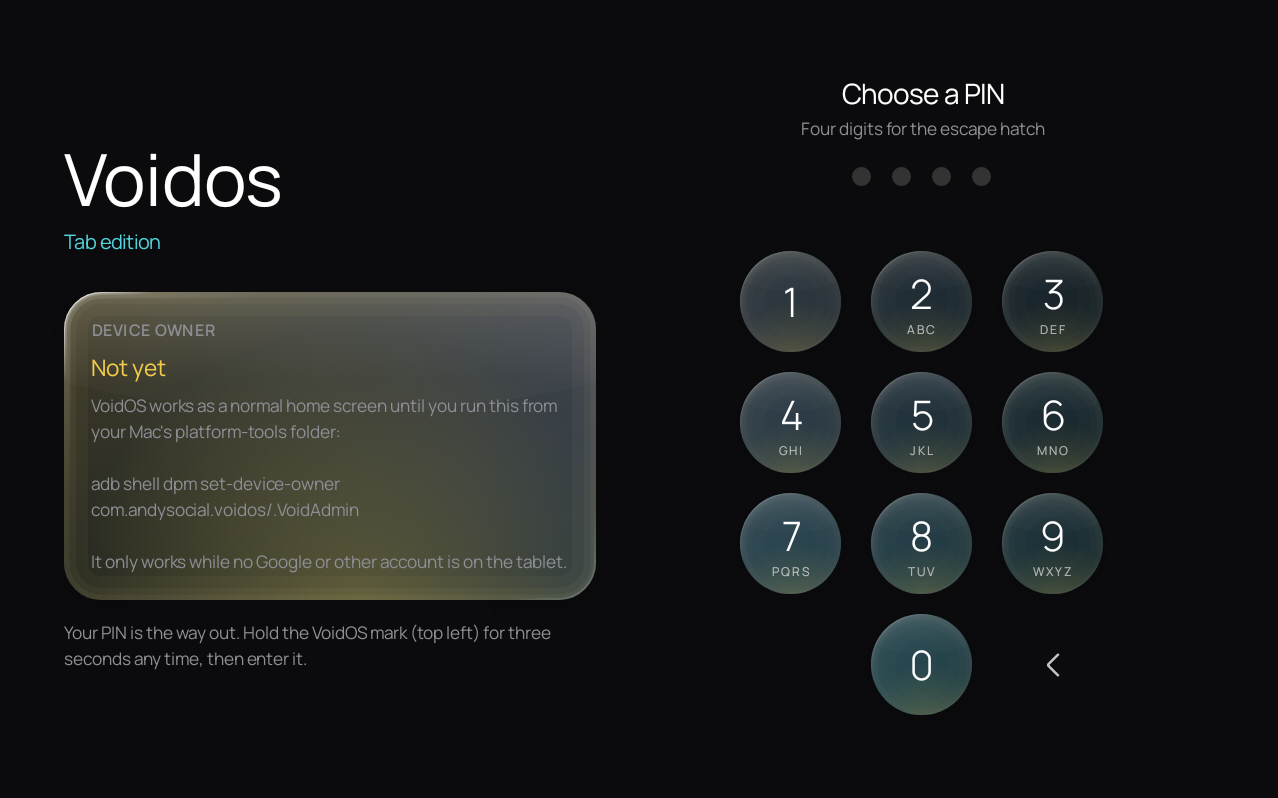 Voidos
Tab edition
DEVICE OWNER
Not yet
VoidOS works as a normal home screen until you run this from
your Mac's platform-tools folder:
adb shell dpm set-device-owner
com.andysocial.voidos/.VoidAdmin
It only works while no Google or other account is on the tablet.
Your PIN is the way out. Hold the VoidOS mark (top left) for three
seconds any time, then enter it.
Choose a PIN
Four digits for the escape hatch
1
2
ABC
3
DEF
4
GHI
5
JKL
6
MNO
7
PQRS
8
TUV
9
WXYZ
0